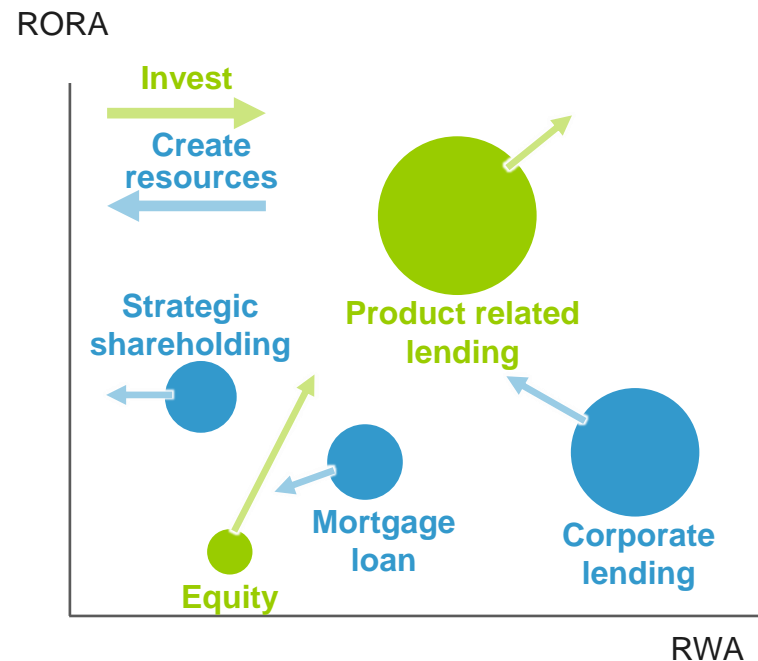 RORA
Invest
Create
resources
Strategic
shareholding
Product related
lending
Mortgage
loan
Corporate
lending
Equity
RWA